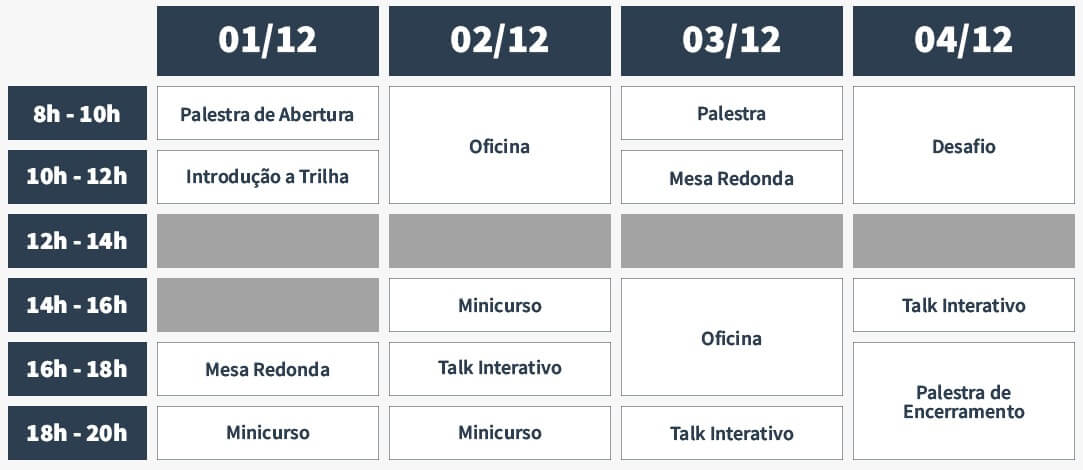 01/12 02/12 03/12 04/12
8h - 10h Palestra de Abertura Oficina Palestra Desafio
10h - 12h Introdução a Trilha Mesa Redonda
12h - 14h
14h - 16h Minicurso Oficina Talk Interativo
16h - 18h Mesa Redonda Talk Interativo Palestra de
Encerramento
18h - 20h Minicurso Minicurso Talk Interativo